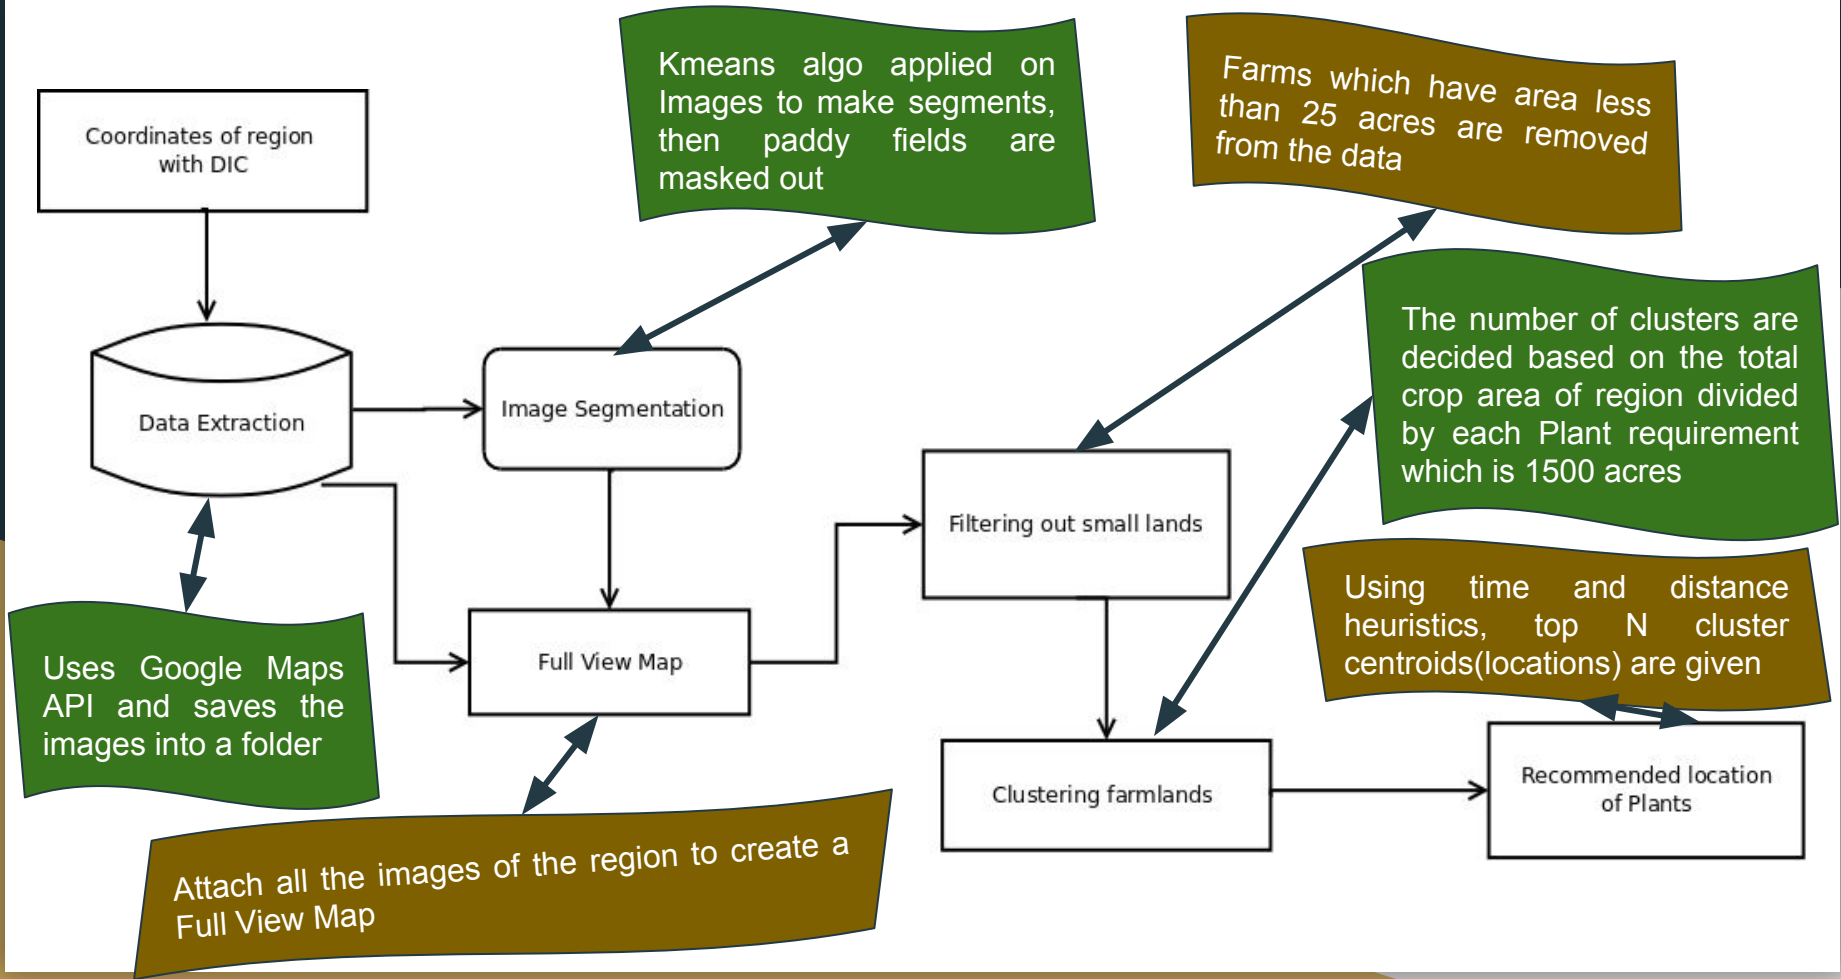 Kmeans algo applied on
Images to make segments,
then paddy fields are
masked out
Farms which have area less
than 25 acres are removed
from the data
Coordinates of region
with DIC
The number of clusters are
decided based on the total
crop area of region divided
by each Plant requirement
which is 1500 acres
Data Extraction
Image Segmentation
Filtering out small lands
Using time and distance
heuristics, top N cluster
centroids(locations) are given
Uses Google Maps
API and saves the
images into a folder
Full View Map
Clustering farmlands
Recommended location
of Plants
Attach all the images of the region to create a
Full View Map